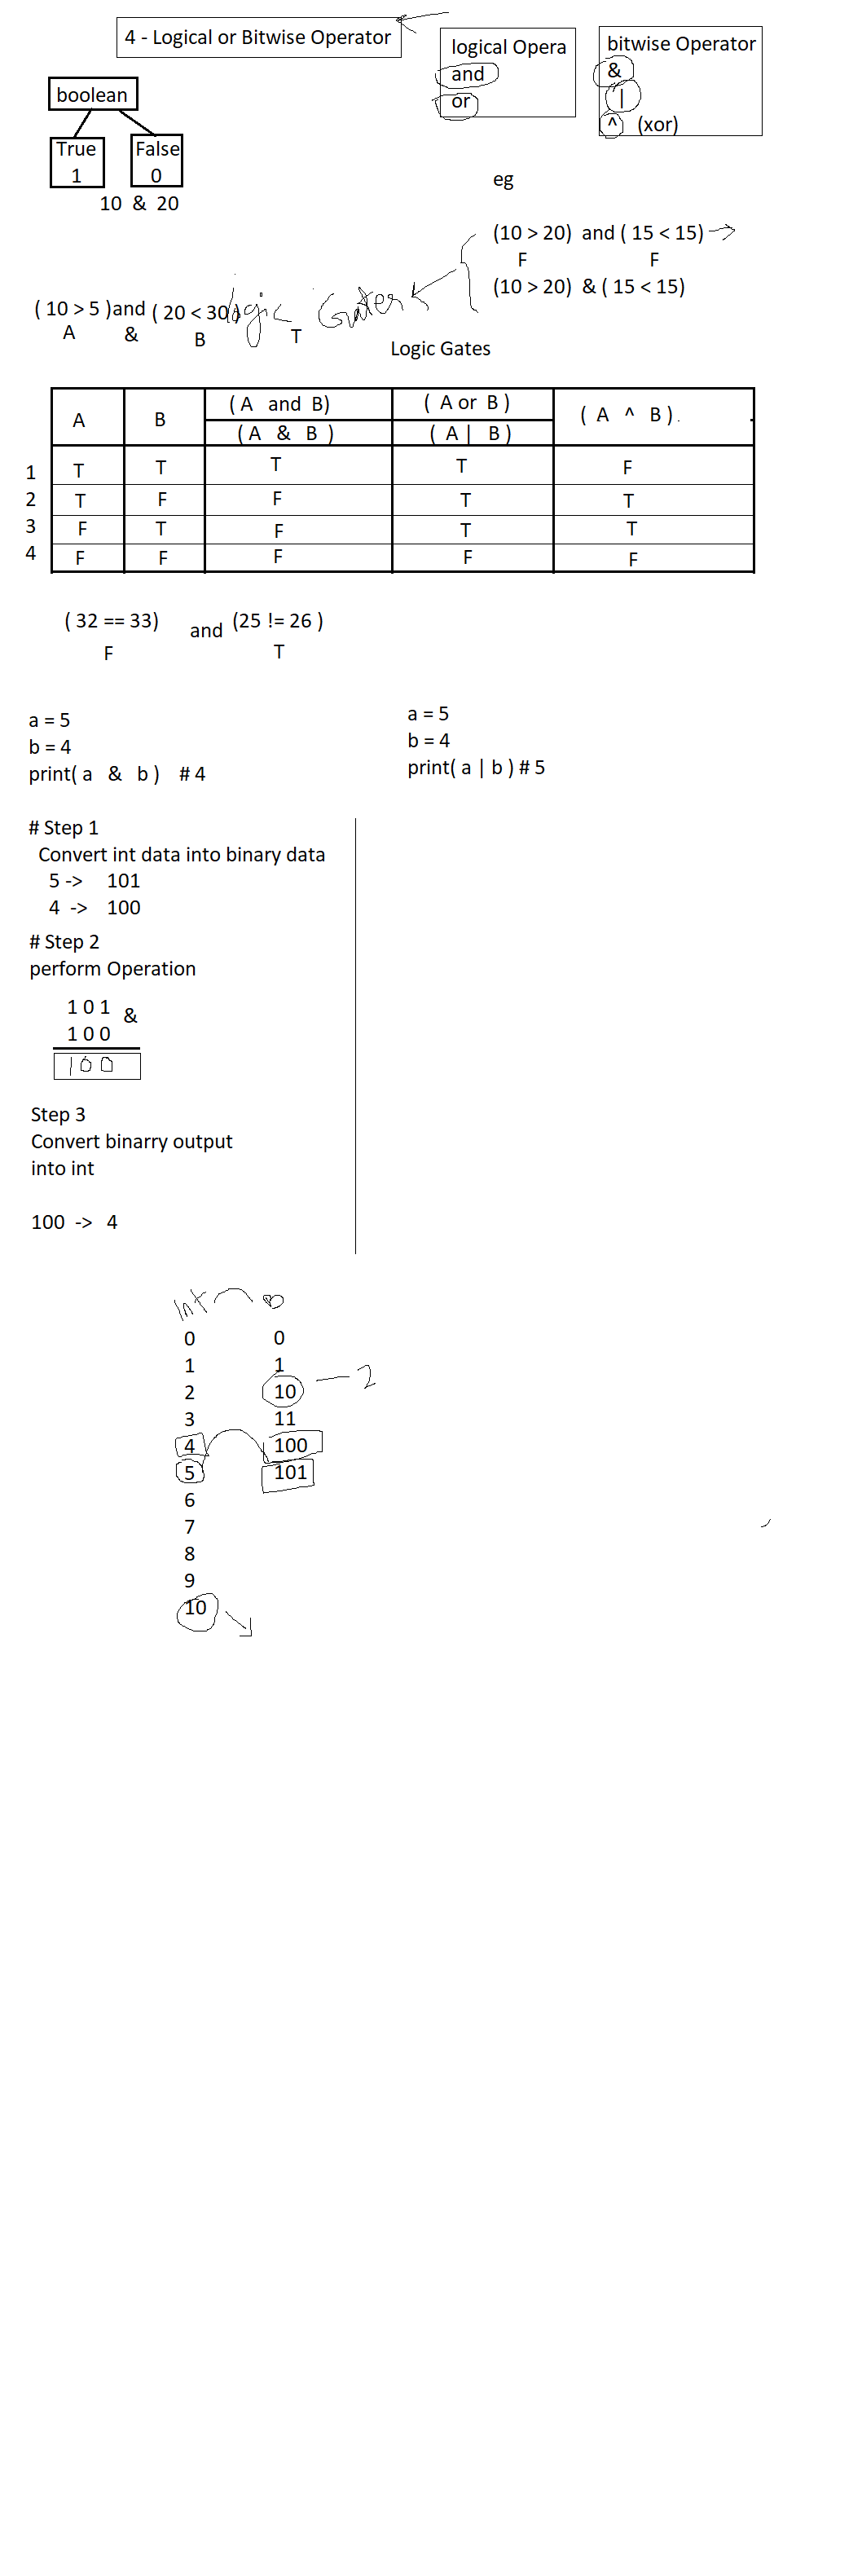 4 - Logical or Bitwise Operator
logical Opera
and
or
bitwise Operator
&
|
^ (xor)
boolean
True
1
False
0
10 & 20
eg
(10 > 20) and ( 15 < 15)
F F
(10 > 20) & ( 15 < 15)
logic Gates
( 10 > 5 )and ( 20 < 30 )
A & B T
Logic Gates
A B ( A and B) ( A or B ) ( A ^ B ) .
( A & B ) ( A | B )
1 T T T T F
2 T F F T T
3 F T F T T
4 F F F F F
( 32 == 33) and (25 != 26 )
F T
a = 5
b = 4
print( a & b ) # 4
a = 5
b = 4
print( a | b ) # 5
# Step 1
Convert int data into binary data
5 -> 101
4 -> 100
# Step 2
perform Operation
1 0 1 &
1 0 0
1 0 0
Step 3
Convert binarry output
into int
100 -> 4
int B
0 0
1 1
2 10 2
3 11
4 100
5 101
6
7
8
9
10